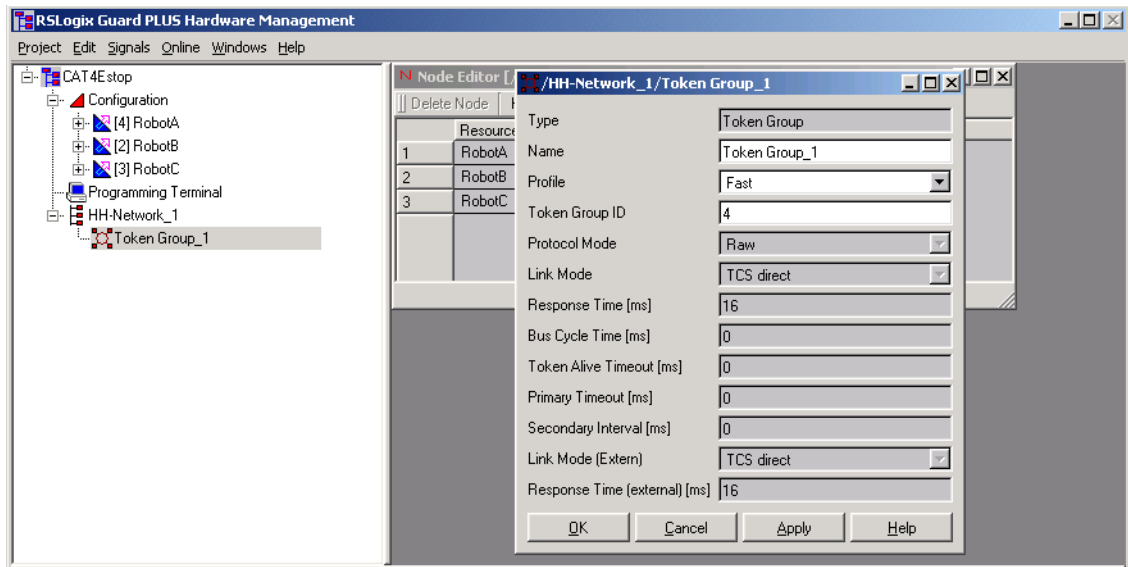 RSLogix Guard PLUS Hardware Management
Project Edit Signals Online Windows Help
CAT4Estop
Configuration
[4] RobotA
[2] RobotB
[3] RobotC
Programming Terminal
HH-Network_1
Token Group_1
Node Editor [/
Delete Node
Resource
1 RobotA
2 RobotB
3 RobotC
/HH-Network_1/Token Group_1
Type Token Group
Name Token Group_1
Profile Fast
Token Group ID 4
Protocol Mode Raw
Link Mode TCS direct
Response Time [ms] 16
Bus Cycle Time [ms] 0
Token Alive Timeout [ms] 0
Primary Timeout [ms] 0
Secondary Interval [ms] 0
Link Mode (Extern) TCS direct
Response Time (external) [ms] 16
OK Cancel Apply Help